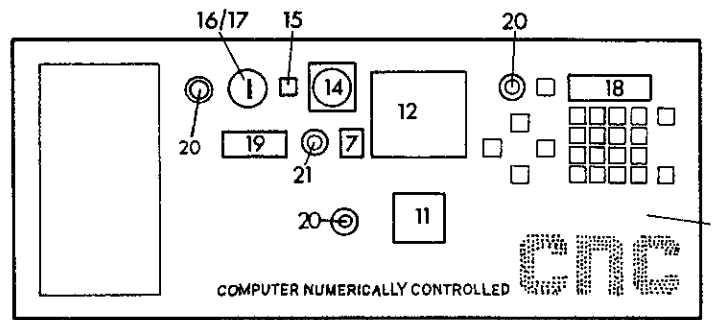 16/17 15 20
14 18
12
20 19 21 7
20 11
cnc
COMPUTER NUMERICALLY CONTROLLED